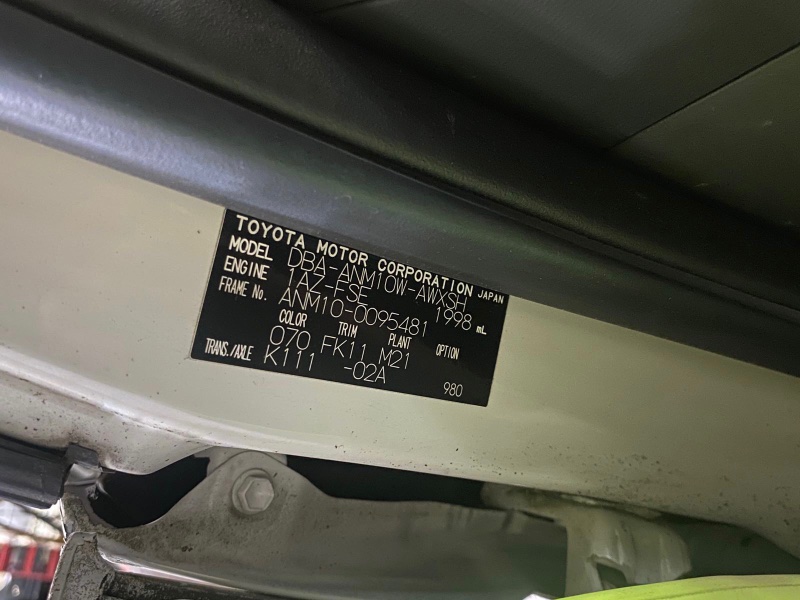 TOYOTA MOTOR CORPORATION JAPAN
MODEL DBA-ANM10W-AWXSH
ENGINE 1AZ-FSE 1998 mL
FRAME No. ANM10-0095481
COLOR TRIM PLANT OPTION
070 FK11 M21
TRANS./AXLE K111 -02A 980